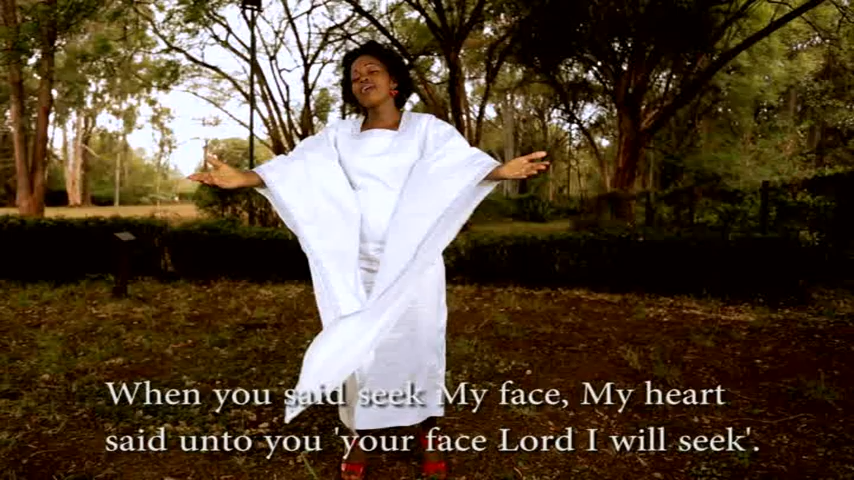 When you said seek My face, My heart
said unto you 'your face Lord I will seek'.